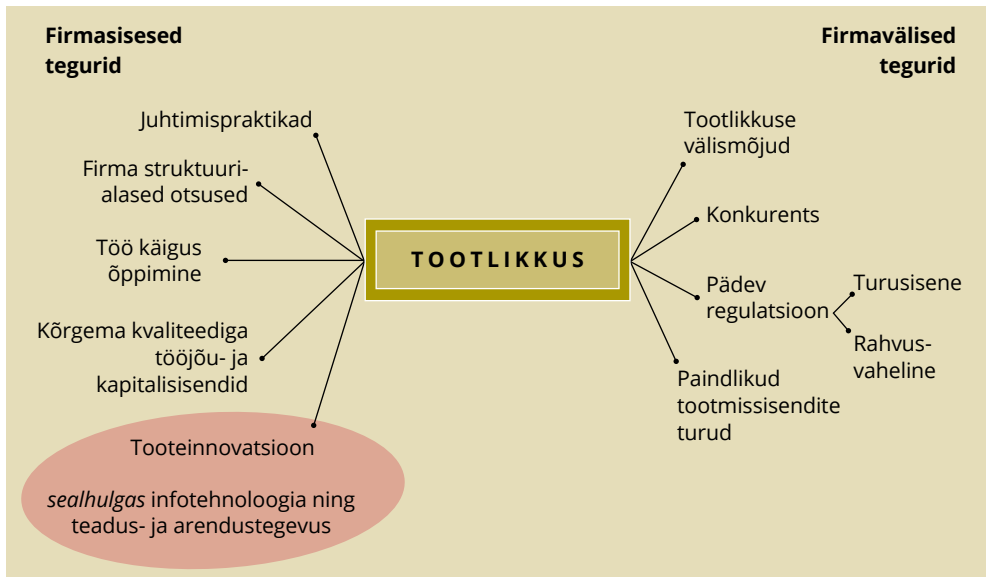 Firmasisesed
tegurid
Juhtimispraktikad
Firma struktuuri-
alased otsused
Töö käigus
õppimine
Kõrgema kvaliteediga
tööjõu- ja
kapitalisisendid
Tooteinnovatsioon
sealhulgas infotehnoloogia ning
teadus- ja arendustegevus
TOOTLIKKUS
Firmavälised
tegurid
Tootlikkuse
välismõjud
Konkurents
Pädev
regulatsioon
Turusisene
Rahvus-
vaheline
Paindlikud
tootmissisendite
turud